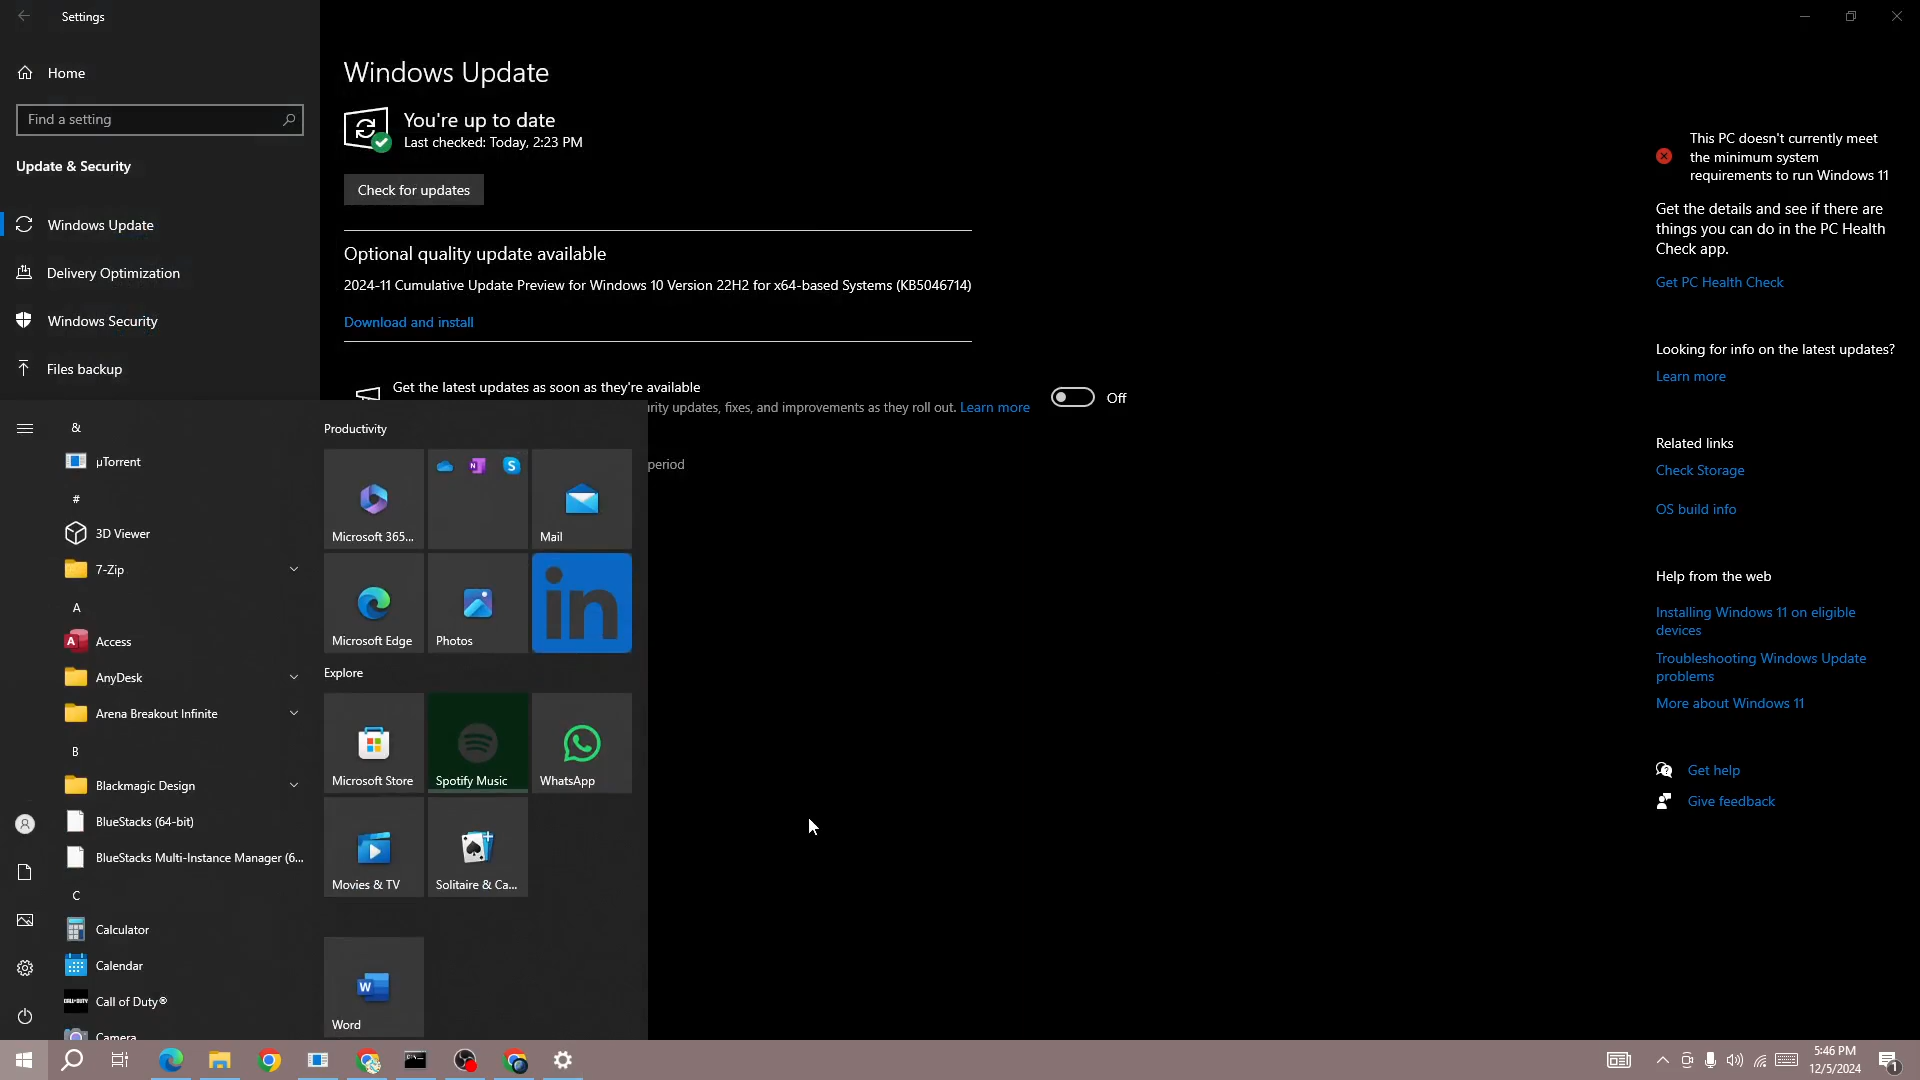 Settings
Home
Find a setting
Update & Security
Windows Update
Delivery Optimization
Windows Security
Files backup
Windows Update
You're up to date
Last checked: Today, 2:23 PM
Check for updates
Optional quality update available
2024-11 Cumulative Update Preview for Windows 10 Version 22H2 for x64-based Systems (KB5046714)
Download and install
Get the latest updates as soon as they're available
urity updates, fixes, and improvements as they roll out. Learn more
Off
period
This PC doesn't currently meet
the minimum system
requirements to run Windows 11
Get the details and see if there are
things you can do in the PC Health
Check app.
Get PC Health Check
Looking for info on the latest updates?
Learn more
Related links
Check Storage
OS build info
Help from the web
Installing Windows 11 on eligible
devices
Troubleshooting Windows Update
problems
More about Windows 11
Get help
Give feedback
&
µTorrent
#
3D Viewer
7-Zip
A
Access
AnyDesk
Arena Breakout Infinite
B
Blackmagic Design
BlueStacks (64-bit)
BlueStacks Multi-Instance Manager (6...
C
Calculator
Calendar
Call of Duty®
Camera
Productivity
Microsoft 365...
Mail
Microsoft Edge
Photos
in
Explore
Microsoft Store
Spotify Music
WhatsApp
Movies & TV
Solitaire & Ca...
Word
5:46 PM
12/5/2024
1